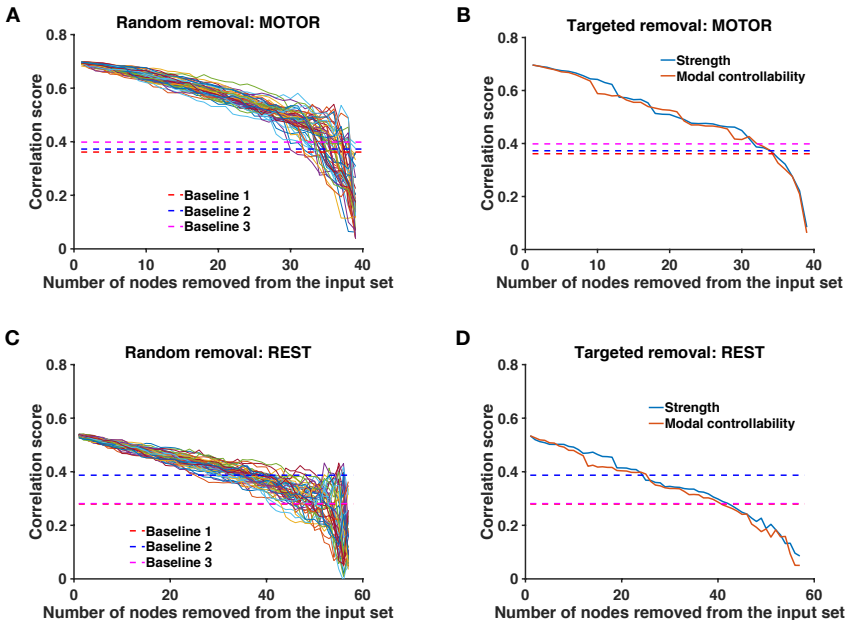 A
Random removal: MOTOR
Correlation score
0.8
0.6
0.4
0.2
0
Baseline 1
Baseline 2
Baseline 3
0 10 20 30 40
Number of nodes removed from the input set
B
Targeted removal: MOTOR
Correlation score
0.8
0.6
0.4
0.2
0
Strength
Modal controllability
0 10 20 30 40
Number of nodes removed from the input set
C
Random removal: REST
Correlation score
0.8
0.6
0.4
0.2
0
Baseline 1
Baseline 2
Baseline 3
0 20 40 60
Number of nodes removed from the input set
D
Targeted removal: REST
Correlation score
0.8
0.6
0.4
0.2
0
Strength
Modal controllability
0 20 40 60
Number of nodes removed from the input set